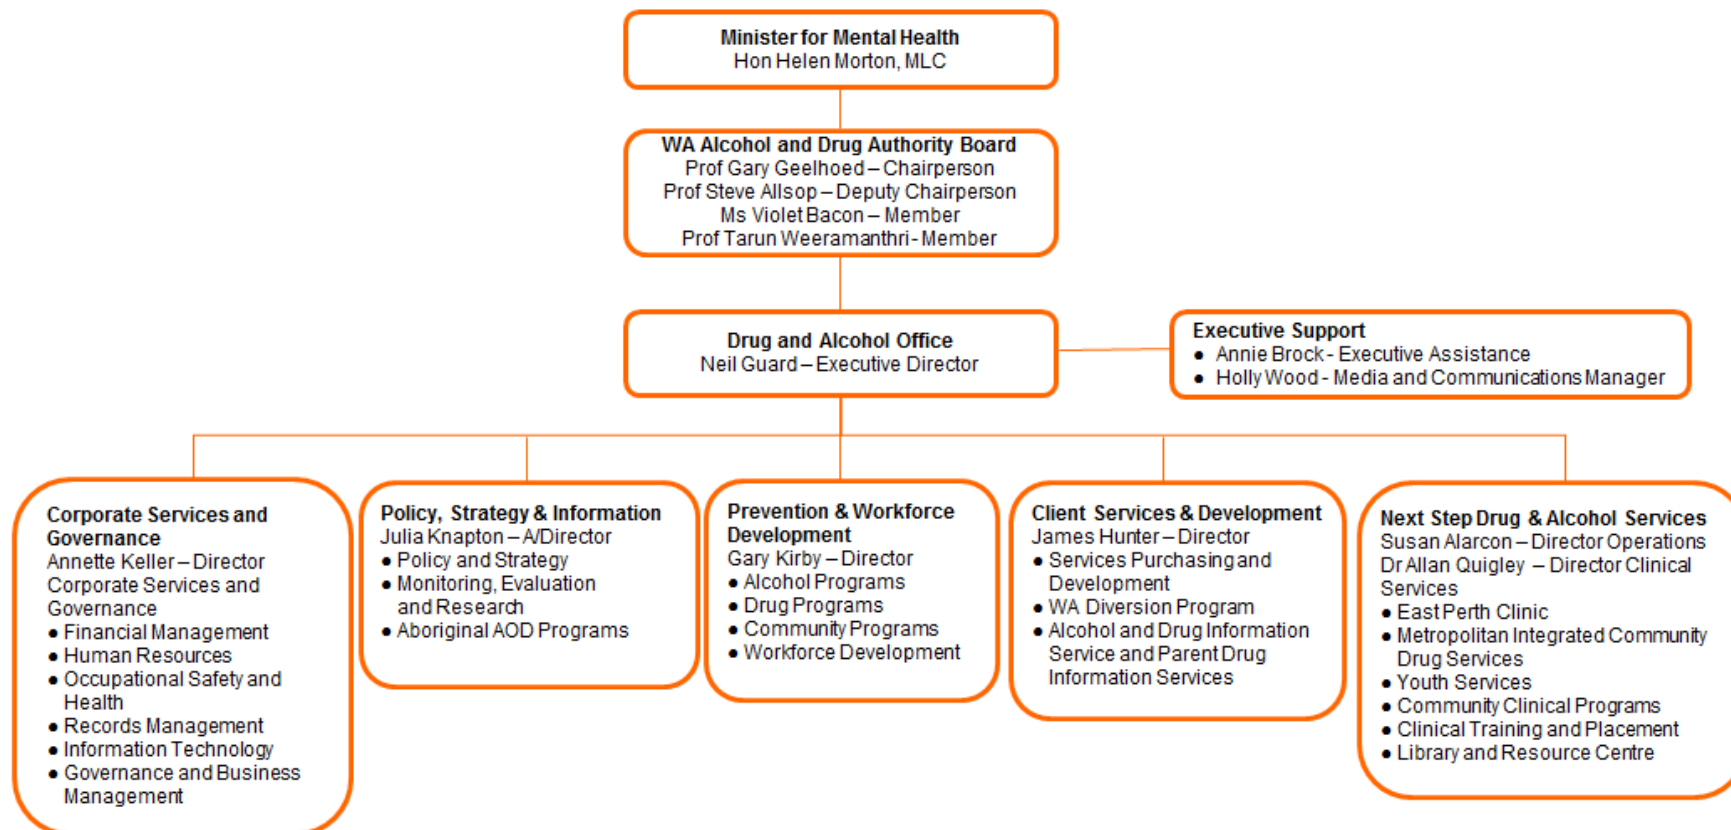 Minister for Mental Health
Hon Helen Morton, MLC
WA Alcohol and Drug Authority Board
Prof Gary Geelhoed – Chairperson
Prof Steve Allsop – Deputy Chairperson
Ms Violet Bacon – Member
Prof Tarun Weeramanthri- Member
Drug and Alcohol Office
Neil Guard – Executive Director
Executive Support
● Annie Brock - Executive Assistance
● Holly Wood - Media and Communications Manager
Corporate Services and
Governance
Annette Keller – Director
Corporate Services and
Governance
● Financial Management
● Human Resources
● Occupational Safety and
Health
● Records Management
● Information Technology
● Governance and Business
Management
Policy, Strategy & Information
Julia Knapton – A/Director
● Policy and Strategy
● Monitoring, Evaluation
and Research
● Aboriginal AOD Programs
Prevention & Workforce
Development
Gary Kirby – Director
● Alcohol Programs
● Drug Programs
● Community Programs
● Workforce Development
Client Services & Development
James Hunter – Director
● Services Purchasing and
Development
● WA Diversion Program
● Alcohol and Drug Information
Service and Parent Drug
Information Services
Next Step Drug & Alcohol Services
Susan Alarcon – Director Operations
Dr Allan Quigley – Director Clinical
Services
● East Perth Clinic
● Metropolitan Integrated Community
Drug Services
● Youth Services
● Community Clinical Programs
● Clinical Training and Placement
● Library and Resource Centre